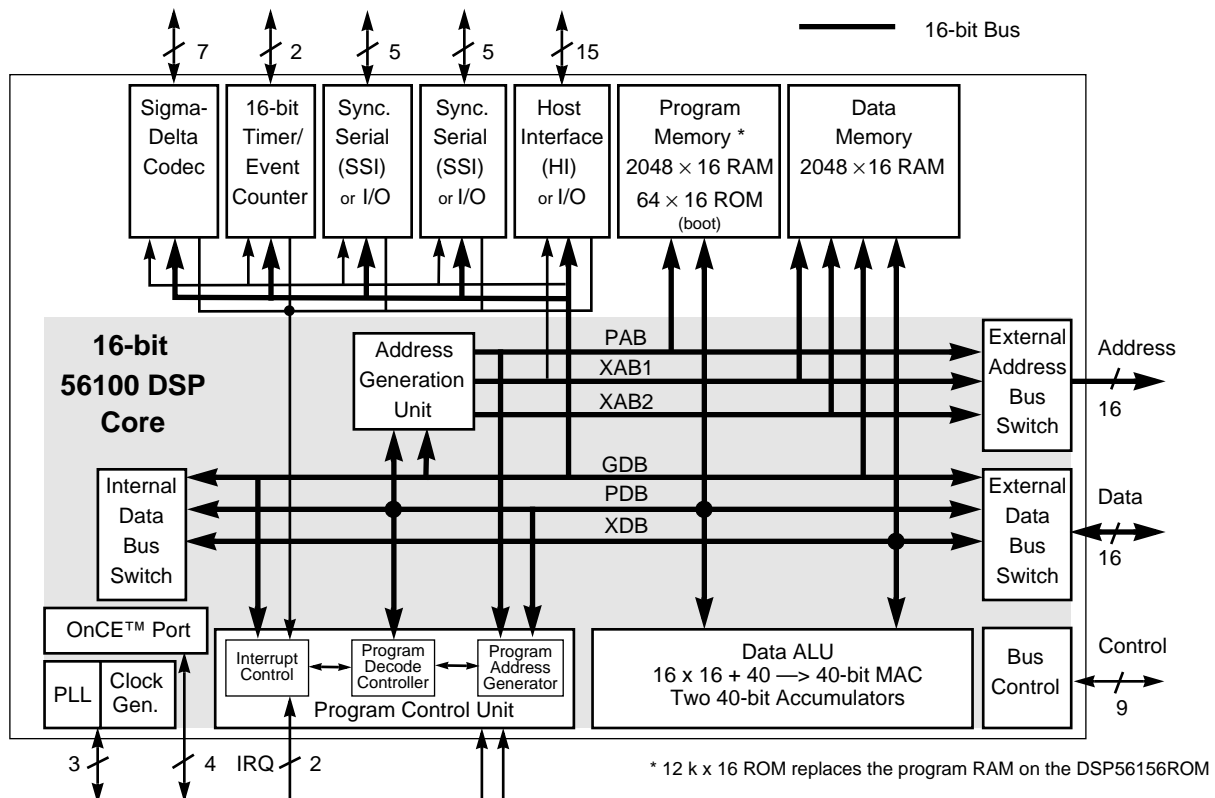 16-bit Bus
7
2
5
5
15
Sigma-
Delta
Codec
16-bit
Timer/
Event
Counter
Sync.
Serial
(SSI)
or I/O
Sync.
Serial
(SSI)
or I/O
Host
Interface
(HI)
or I/O
Program
Memory *
2048 × 16 RAM
64 × 16 ROM
(boot)
Data
Memory
2048 ×16 RAM
16-bit
56100 DSP
Core
Address
Generation
Unit
PAB
XAB1
XAB2
External
Address
Bus
Switch
Address
16
Internal
Data
Bus
Switch
GDB
PDB
XDB
External
Data
Bus
Switch
Data
16
OnCE™ Port
PLL
Clock
Gen.
Interrupt
Control
Program
Decode
Controller
Program
Address
Generator
Program Control Unit
Data ALU
16 x 16 + 40 —> 40-bit MAC
Two 40-bit Accumulators
Bus
Control
Control
9
3
4
IRQ
2
* 12 k x 16 ROM replaces the program RAM on the DSP56156ROM